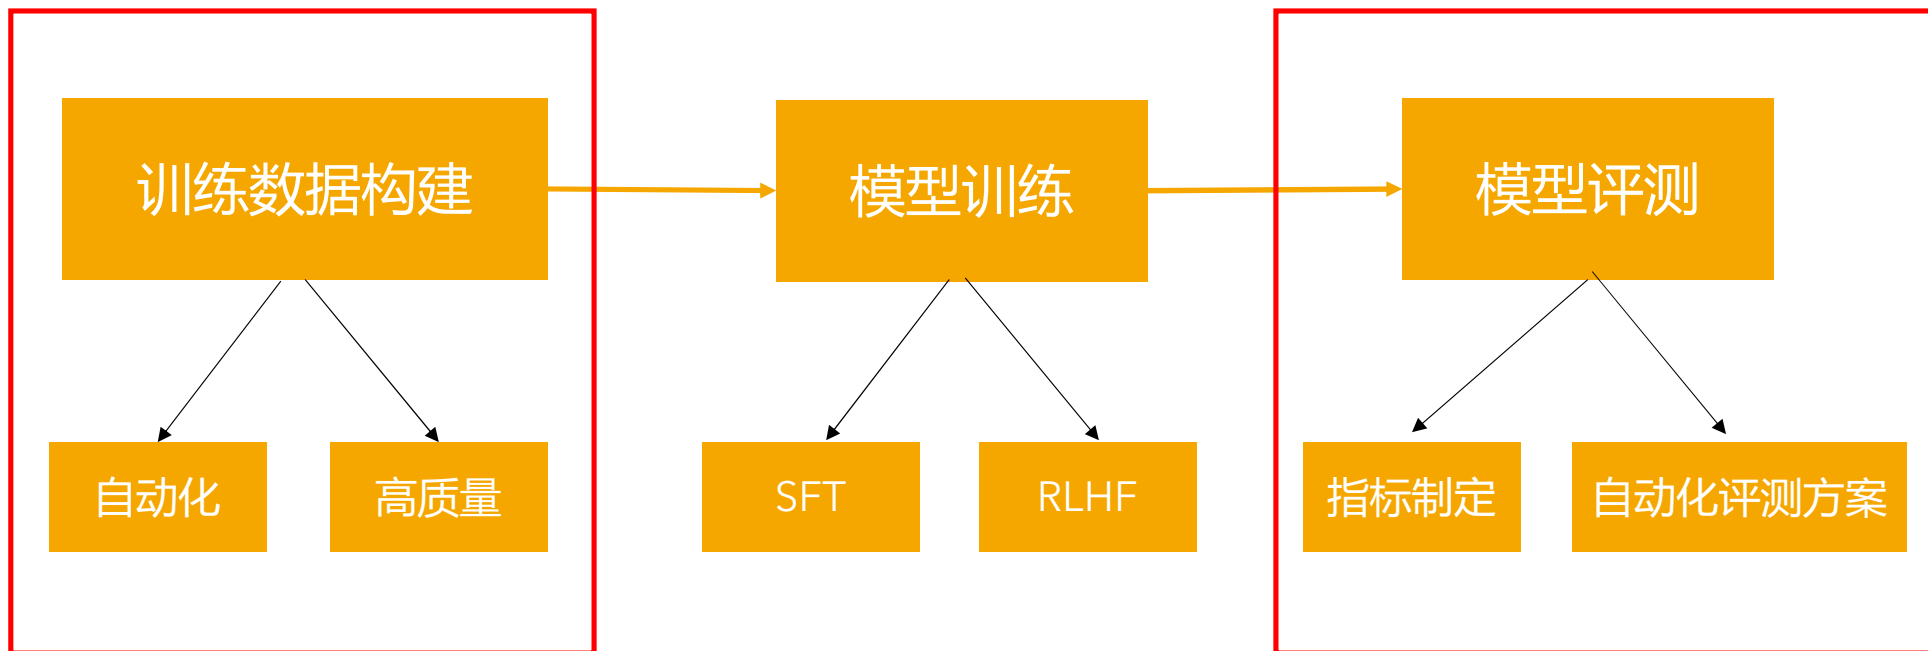 训练数据构建
模型训练
模型评测
自动化
高质量
SFT
RLHF
指标制定
自动化评测方案